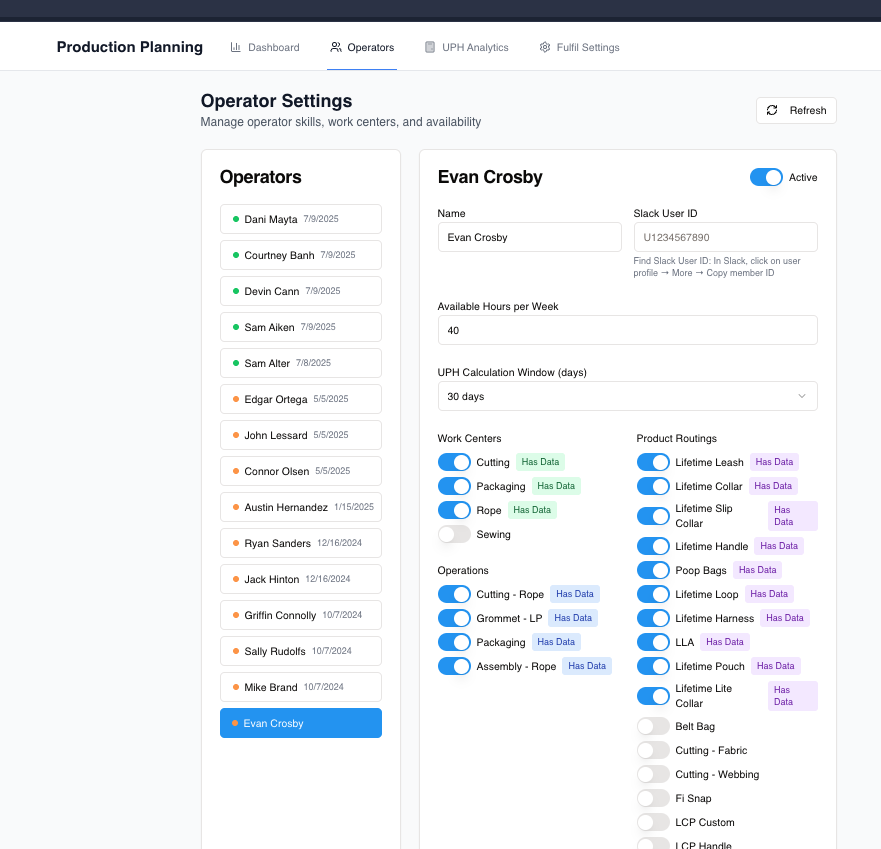 Production Planning
Dashboard
Operators
UPH Analytics
Fulfil Settings
Operator Settings
Manage operator skills, work centers, and availability
Refresh
Operators
Dani Mayta 7/9/2025
Courtney Banh 7/9/2025
Devin Cann 7/9/2025
Sam Aiken 7/9/2025
Sam Alter 7/8/2025
Edgar Ortega 5/5/2025
John Lessard 5/5/2025
Connor Olsen 5/5/2025
Austin Hernandez 1/15/2025
Ryan Sanders 12/16/2024
Jack Hinton 12/16/2024
Griffin Connolly 10/7/2024
Sally Rudolfs 10/7/2024
Mike Brand 10/7/2024
Evan Crosby
Evan Crosby
Active
Name
Evan Crosby
Slack User ID
U1234567890
Find Slack User ID: In Slack, click on user
profile → More → Copy member ID
Available Hours per Week
40
UPH Calculation Window (days)
30 days
Work Centers
Cutting Has Data
Packaging Has Data
Rope Has Data
Sewing
Operations
Cutting - Rope Has Data
Grommet - LP Has Data
Packaging Has Data
Assembly - Rope Has Data
Product Routings
Lifetime Leash Has Data
Lifetime Collar Has Data
Lifetime Slip
Collar
Has
Data
Lifetime Handle Has Data
Poop Bags Has Data
Lifetime Loop Has Data
Lifetime Harness Has Data
LLA Has Data
Lifetime Pouch Has Data
Lifetime Lite
Collar
Has
Data
Belt Bag
Cutting - Fabric
Cutting - Webbing
Fi Snap
LCP Custom
LCP Handle